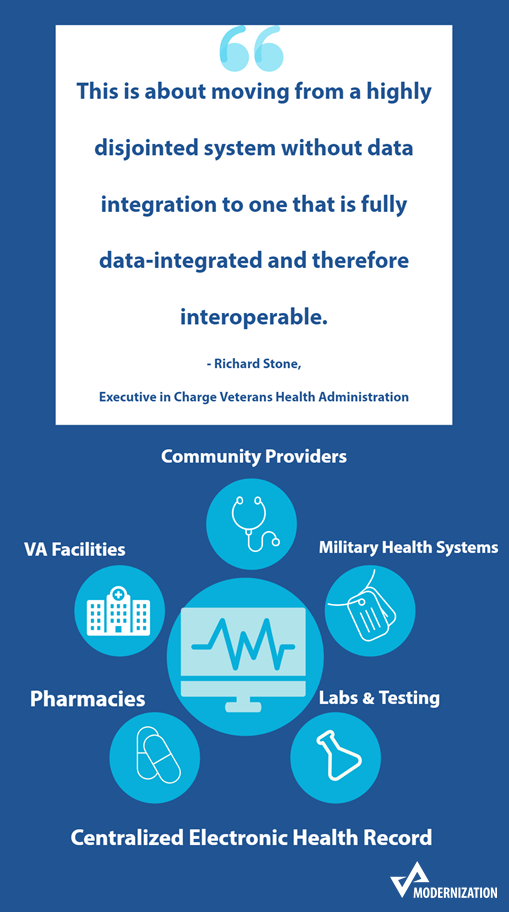 “
This is about moving from a highly
disjointed system without data
integration to one that is fully
data-integrated and therefore
interoperable.
- Richard Stone,
Executive in Charge Veterans Health Administration
Community Providers
VA Facilities
Military Health Systems
Pharmacies
Labs & Testing
Centralized Electronic Health Record
VA
MODERNIZATION